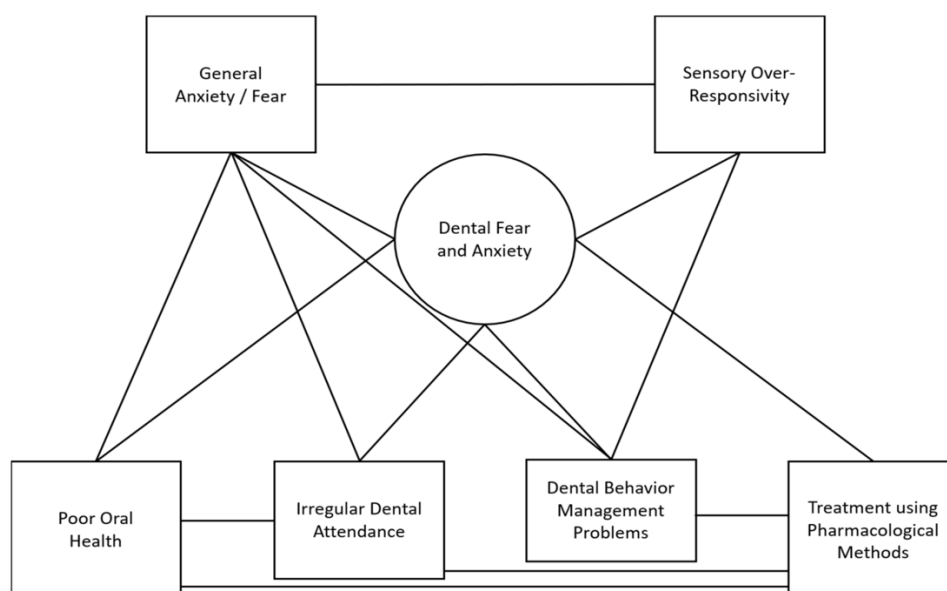 General
Anxiety / Fear
Sensory Over-
Responsivity
Dental Fear
and Anxiety
Poor Oral
Health
Irregular Dental
Attendance
Dental Behavior
Management
Problems
Treatment using
Pharmacological
Methods